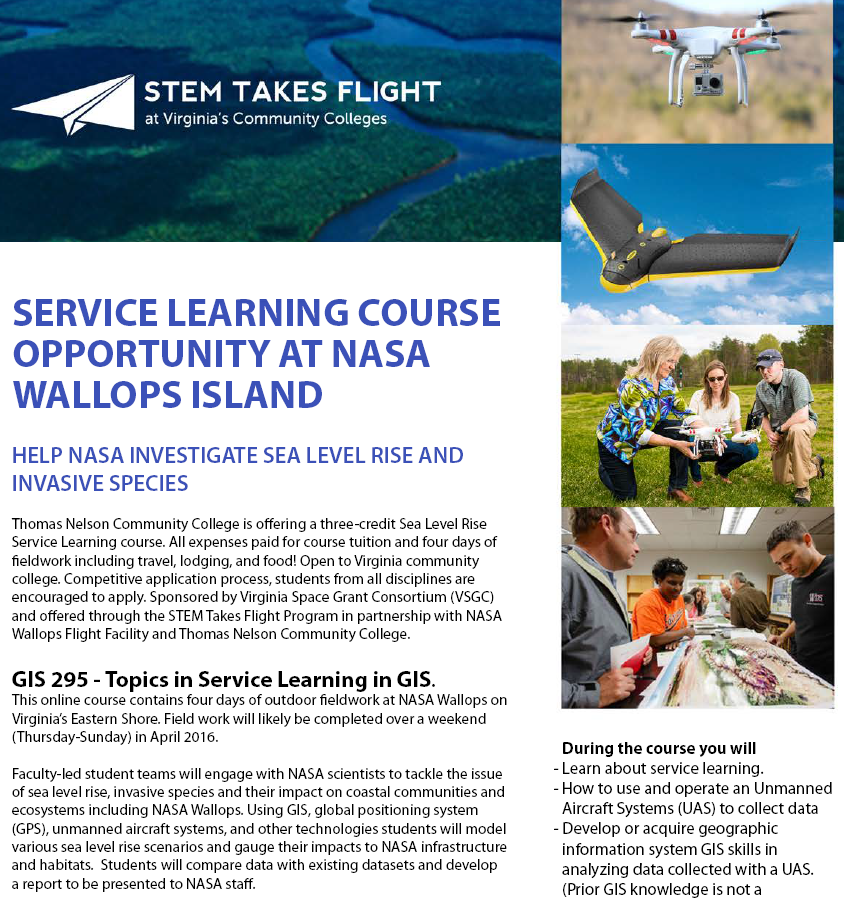 STEM TAKES FLIGHT
at Virginia's Community Colleges
SERVICE LEARNING COURSE
OPPORTUNITY AT NASA
WALLOPS ISLAND
HELP NASA INVESTIGATE SEA LEVEL RISE AND
INVASIVE SPECIES
Thomas Nelson Community College is offering a three-credit Sea Level Rise
Service Learning course. All expenses paid for course tuition and four days of
fieldwork including travel, lodging, and food! Open to Virginia community
college. Competitive application process, students from all disciplines are
encouraged to apply. Sponsored by Virginia Space Grant Consortium (VSGC)
and offered through the STEM Takes Flight Program in partnership with NASA
Wallops Flight Facility and Thomas Nelson Community College.
GIS 295 - Topics in Service Learning in GIS.
This online course contains four days of outdoor fieldwork at NASA Wallops on
Virginia's Eastern Shore. Field work will likely be completed over a weekend
(Thursday-Sunday) in April 2016.
Faculty-led student teams will engage with NASA scientists to tackle the issue
of sea level rise, invasive species and their impact on coastal communities and
ecosystems including NASA Wallops. Using GIS, global positioning system
(GPS), unmanned aircraft systems, and other technologies students will model
various sea level rise scenarios and gauge their impacts to NASA infrastructure
and habitats.  Students will compare data with existing datasets and develop
a report to be presented to NASA staff.
During the course you will
- Learn about service learning.
- How to use and operate an Unmanned
Aircraft Systems (UAS) to collect data
- Develop or acquire geographic
information system GIS skills in
analyzing data collected with a UAS.
(Prior GIS knowledge is not a